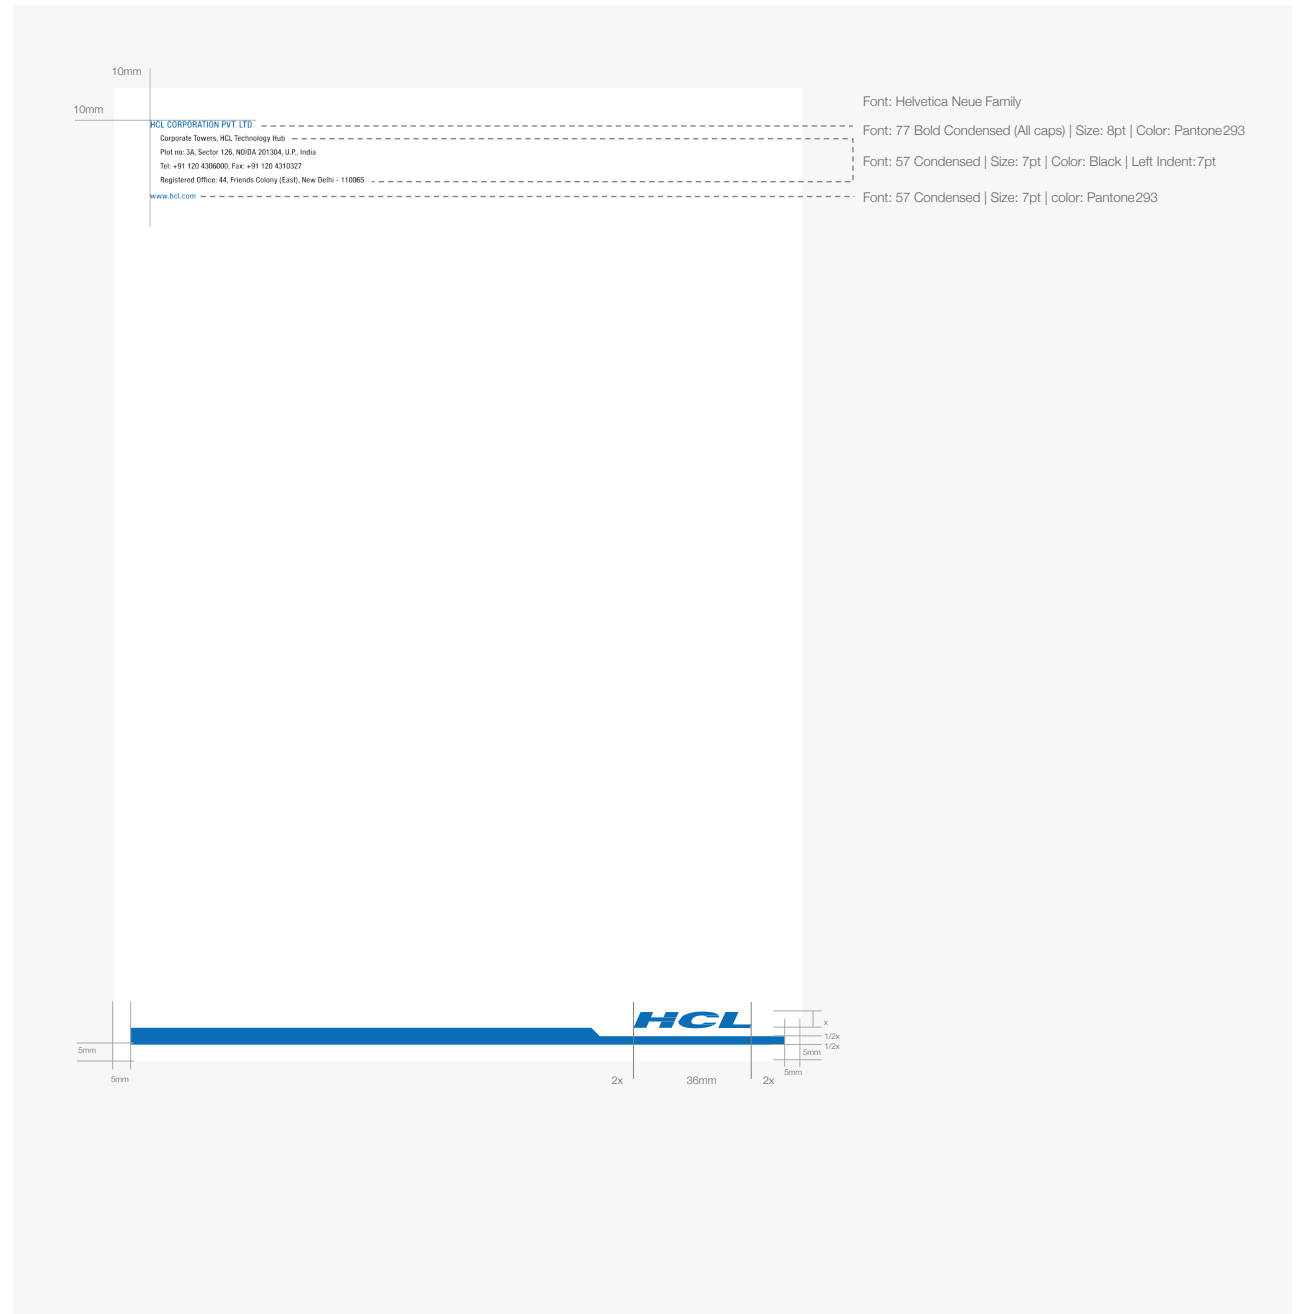 10mm
10mm
Font: Helvetica Neue Family
HCL CORPORATION PVT. LTD.
Font: 77 Bold Condensed (All caps) | Size: 8pt | Color: Pantone293
Corporate Towers, HCL Technology Hub
Plot no: 3A, Sector 126, NOIDA 201304, U.P., India
Font: 57 Condensed | Size: 7pt | Color: Black | Left Indent:7pt
Tel: +91 120 4306000, Fax: +91 120 4310327
Registered Office: 44, Friends Colony (East), New Delhi - 110065
www.hcl.com
Font: 57 Condensed | Size: 7pt | color: Pantone293
HCL
x
1/2x
1/2x
5mm
5mm
5mm
5mm
2x
36mm
2x